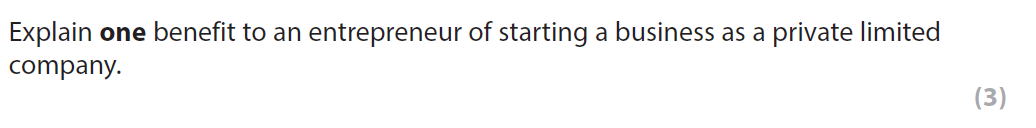 Explain one benefit to an entrepreneur of starting a business as a private limited
company.
(3)